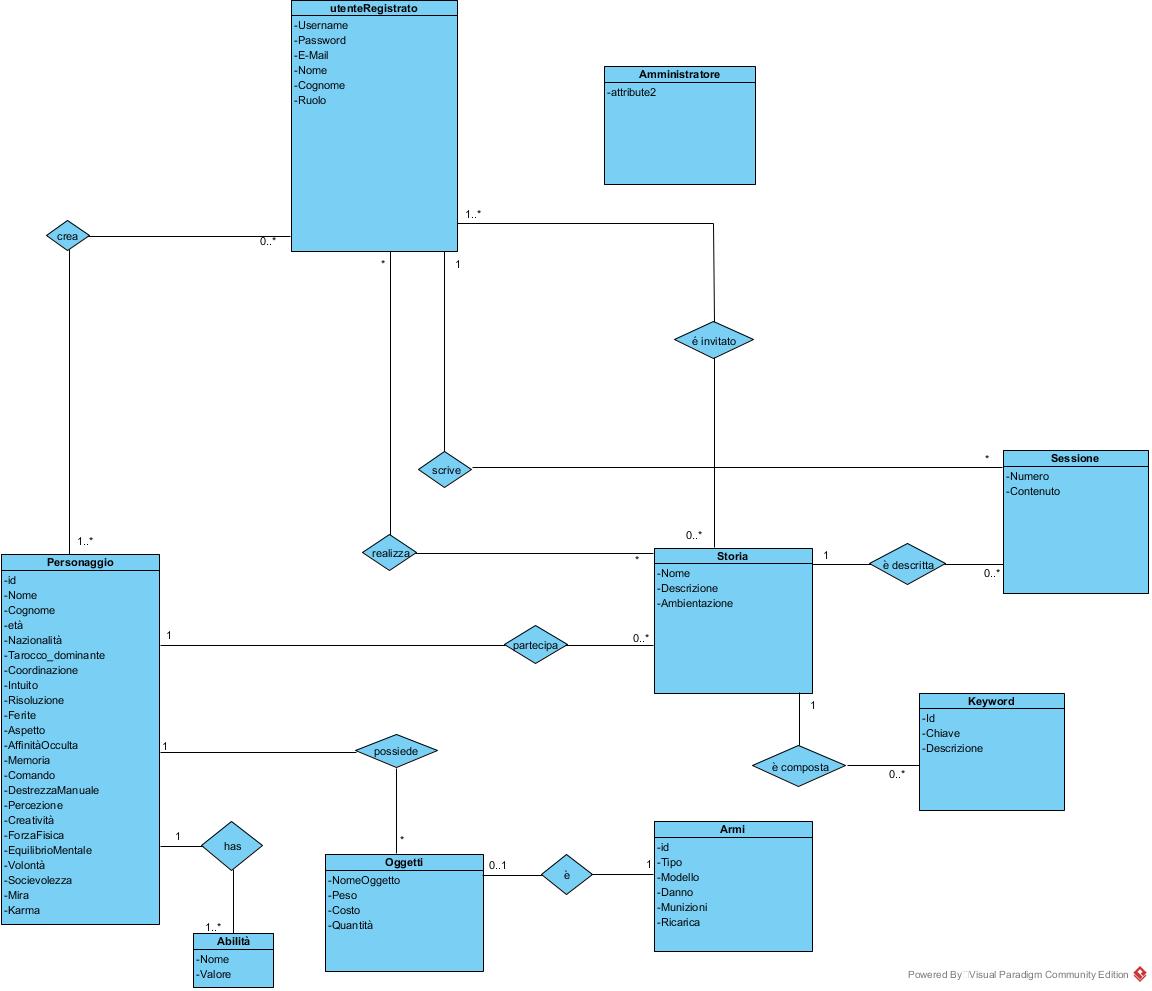 utenteRegistrato
-Username
-Password
-E-Mail
-Nome
-Cognome
-Ruolo
Amministratore
-attribute2
crea
0..*
1..*
*
1
1..*
é invitato
0..*
scrive
*
Sessione
-Numero
-Contenuto
realizza
*
Storia
-Nome
-Descrizione
-Ambientazione
1
è descritta
0..*
Personaggio
-id
-Nome
-Cognome
-età
-Nazionalità
-Tarocco_dominante
-Coordinazione
-Intuito
-Risoluzione
-Ferite
-Aspetto
-AffinitàOcculta
-Memoria
-Comando
-DestrezzaManuale
-Percezione
-Creatività
-ForzaFisica
-EquilibrioMentale
-Volontà
-Socievolezza
-Mira
-Karma
1
partecipa
0..*
1
possiede
*
1
è composta
0..*
Keyword
-Id
-Chiave
-Descrizione
1
has
1..*
Abilità
-Nome
-Valore
Oggetti
-NomeOggetto
-Peso
-Costo
-Quantità
0..1
è
1
Armi
-id
-Tipo
-Modello
-Danno
-Munizioni
-Ricarica
Powered By Visual Paradigm Community Edition